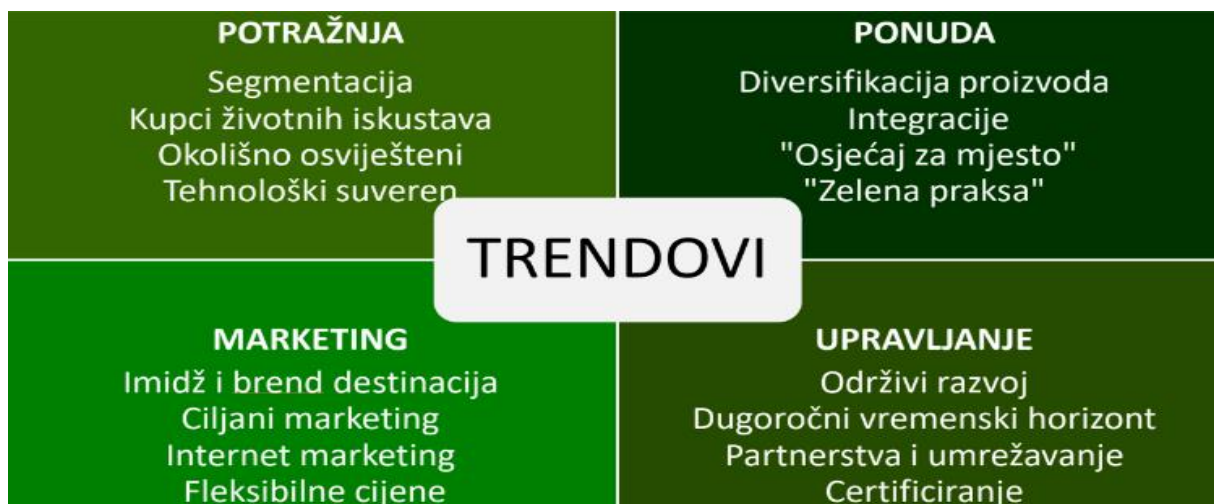 POTRAŽNJA
Segmentacija
Kupci životnih iskustava
Okolišno osviješteni
Tehnološki suveren
PONUDA
Diversifikacija proizvoda
Integracije
"Osjećaj za mjesto"
"Zelena praksa"
TRENDOVI
MARKETING
Imidž i brend destinacija
Ciljani marketing
Internet marketing
Fleksibilne cijene
UPRAVLJANJE
Održivi razvoj
Dugoročni vremenski horizont
Partnerstva i umrežavanje
Certificiranje